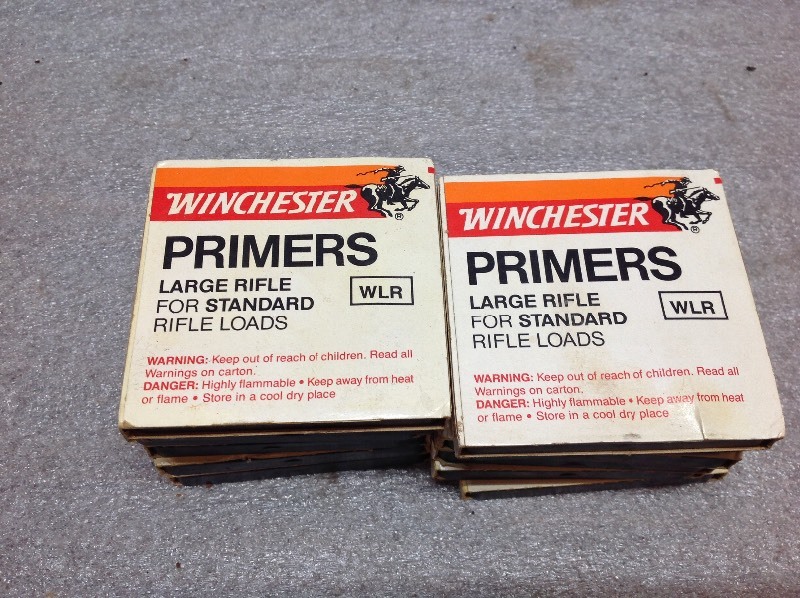 WINCHESTER
®
PRIMERS
LARGE RIFLE
FOR STANDARD
RIFLE LOADS
WLR
WARNING: Keep out of reach of children. Read all
Warnings on carton.
DANGER: Highly flammable • Keep away from heat
or flame • Store in a cool dry place
WINCHESTER
®
PRIMERS
LARGE RIFLE
FOR STANDARD
RIFLE LOADS
WLR
WARNING: Keep out of reach of children. Read all
Warnings on carton.
DANGER: Highly flammable • Keep away from heat
or flame • Store in a cool dry place